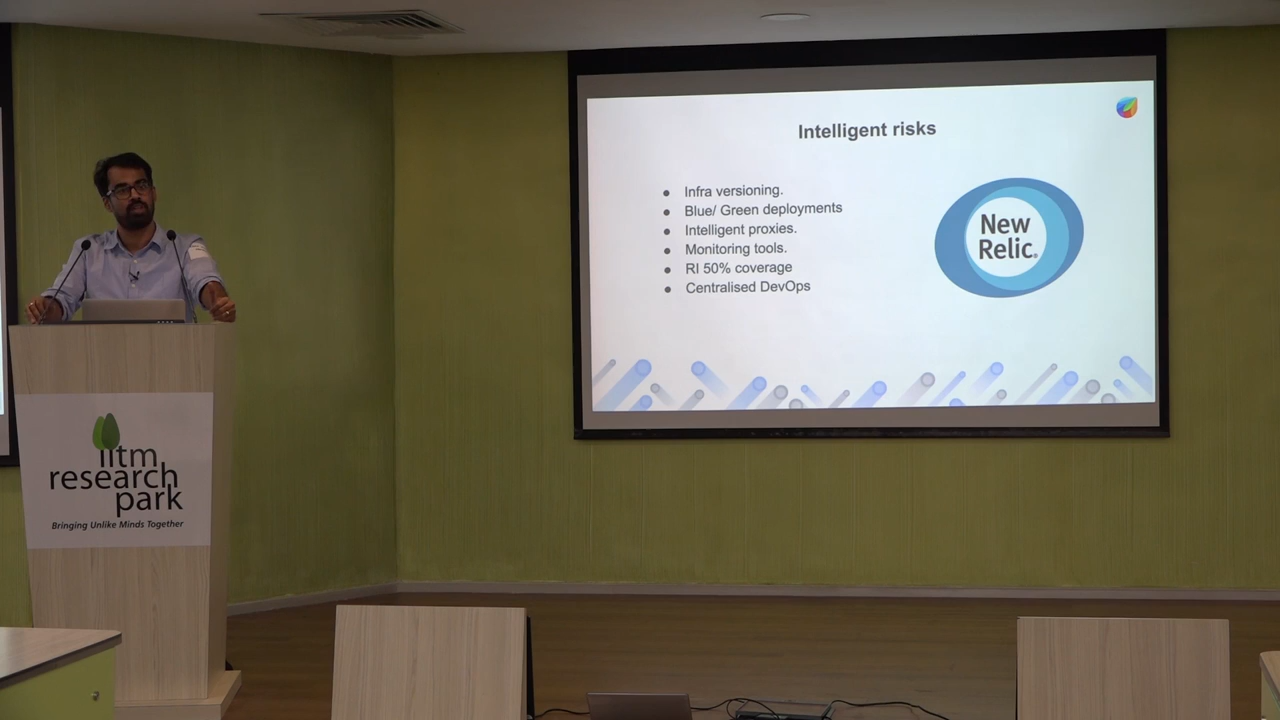 Intelligent risks
Infra versioning.
Blue/ Green deployments
Intelligent proxies.
Monitoring tools.
RI 50% coverage
Centralised DevOps
New
Relic.
iitm
research
park
Bringing Unlike Minds Together